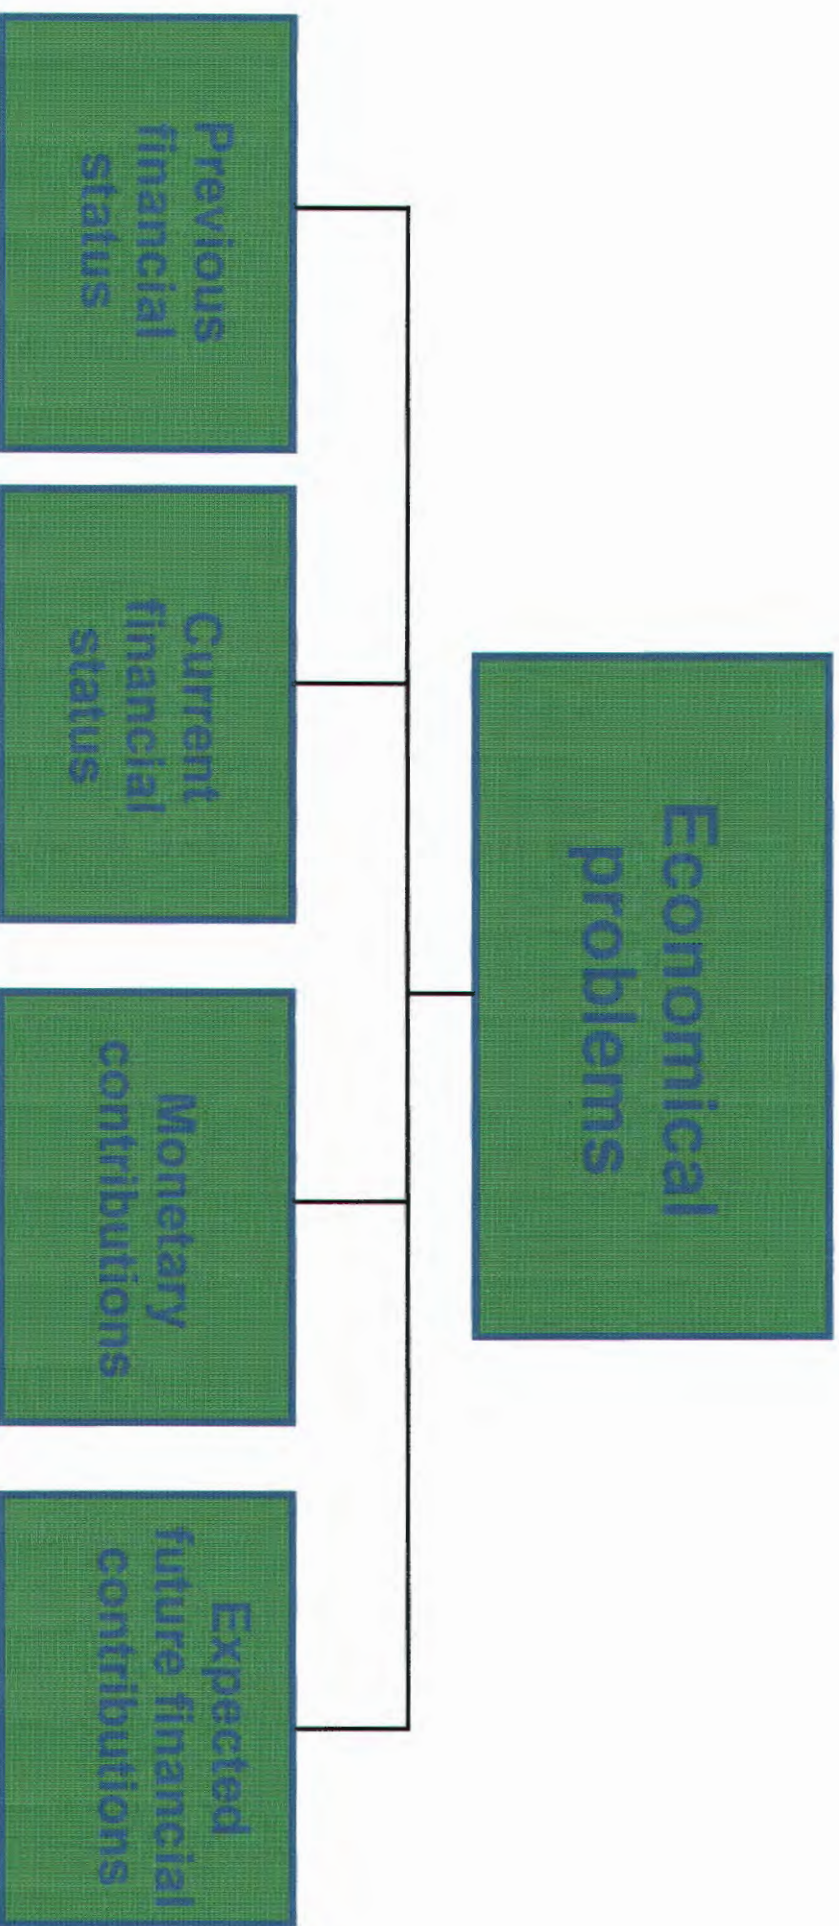 Economical
problems
Previous
financial
status
Current
financial
status
Monetary
contributions
Expected
future financial
contributions